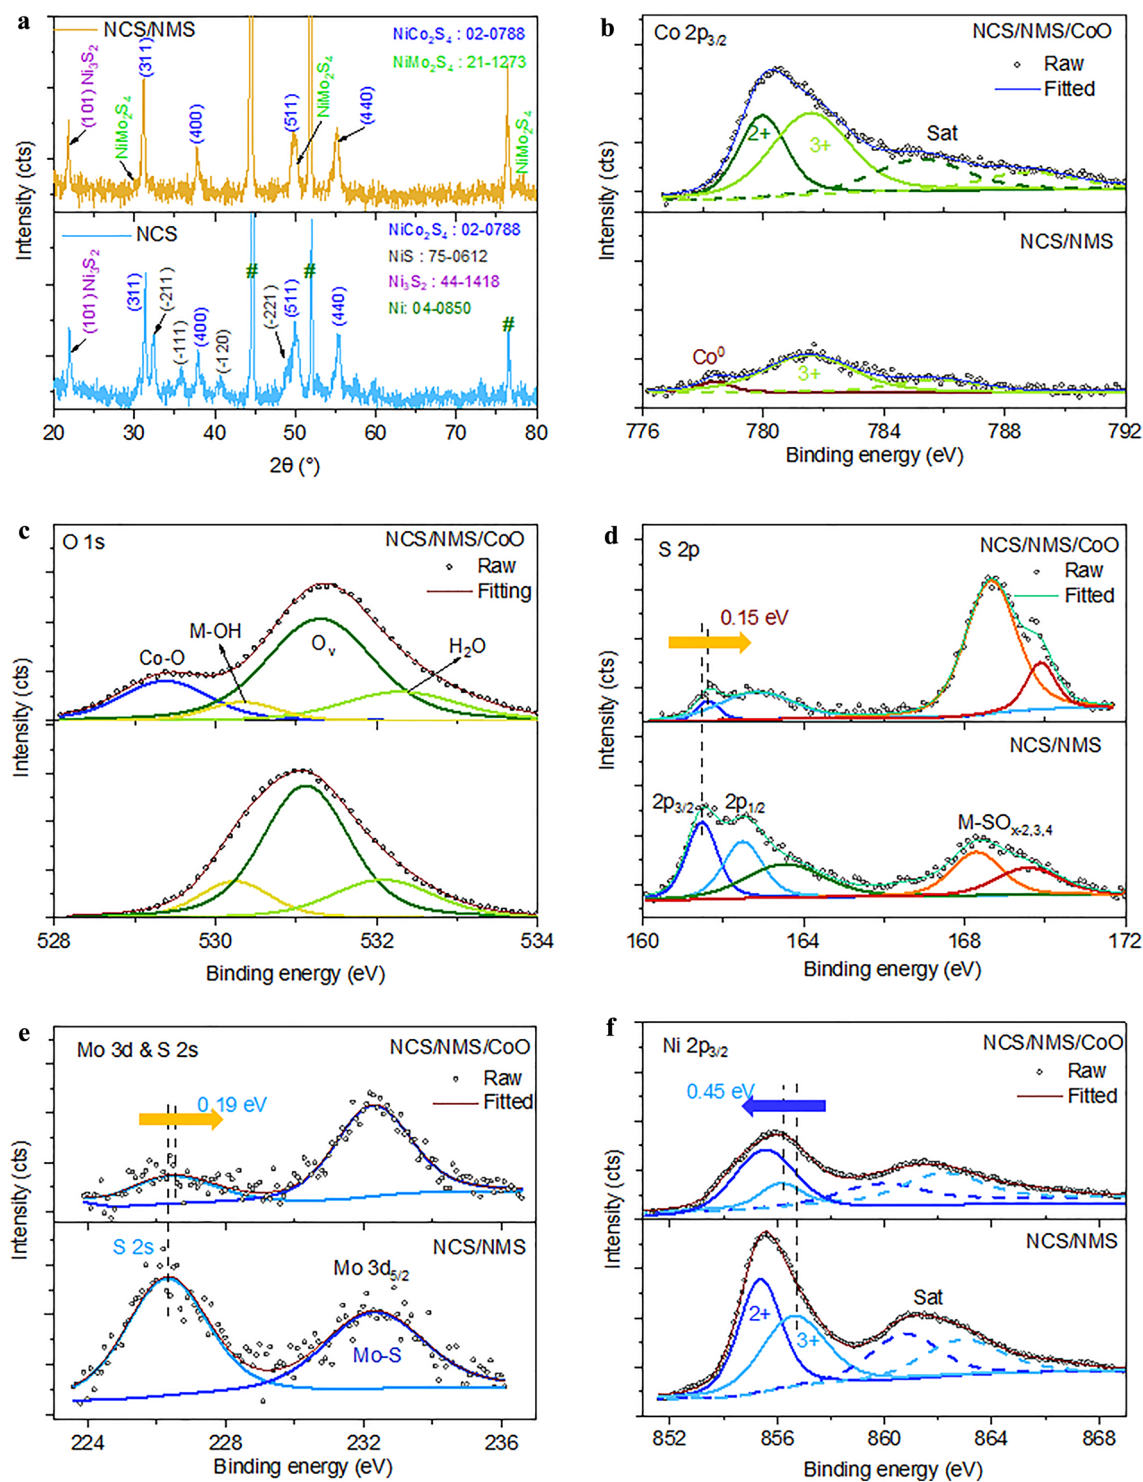 a
NCS/NMS
NiCo2S4 : 02-0788
NiMo2S4 : 21-1273
(101) Ni3S2
NiMo2S4
(311)
(400)
(511)
NiMo2S4
(440)
NiMo2S4
Intensity (cts)
NCS
NiCo2S4 : 02-0788
NiS : 75-0612
Ni3S2 : 44-1418
Ni: 04-0850
(101) Ni3S2
(311)
(-211)
(-111)
(400)
(-120)
#
(-221)
(511)
#
(440)
#
Intensity (cts)
20 30 40 50 60 70 80
2θ (°)
b
Co 2p3/2
NCS/NMS/CoO
Raw
Fitted
2+
3+
Sat
NCS/NMS
Co0
3+
Intensity (cts)
776 780 784 788 792
Binding energy (eV)
c
O 1s
NCS/NMS/CoO
Raw
Fitting
M-OH
Co-O
Ov
H2O
Intensity (cts)
528 530 532 534
Binding energy (eV)
d
S 2p
NCS/NMS/CoO
Raw
Fitted
0.15 eV
NCS/NMS
2p3/2
2p1/2
M-SOx-2,3,4
Intensity (cts)
160 164 168 172
Binding energy (eV)
e
Mo 3d & S 2s
NCS/NMS/CoO
Raw
Fitted
0.19 eV
S 2s
NCS/NMS
Mo 3d5/2
Mo-S
Intensity (cts)
224 228 232 236
Binding energy (eV)
f
Ni 2p3/2
NCS/NMS/CoO
Raw
Fitted
0.45 eV
NCS/NMS
2+
3+
Sat
Intensity (cts)
852 856 860 864 868
Binding energy (eV)